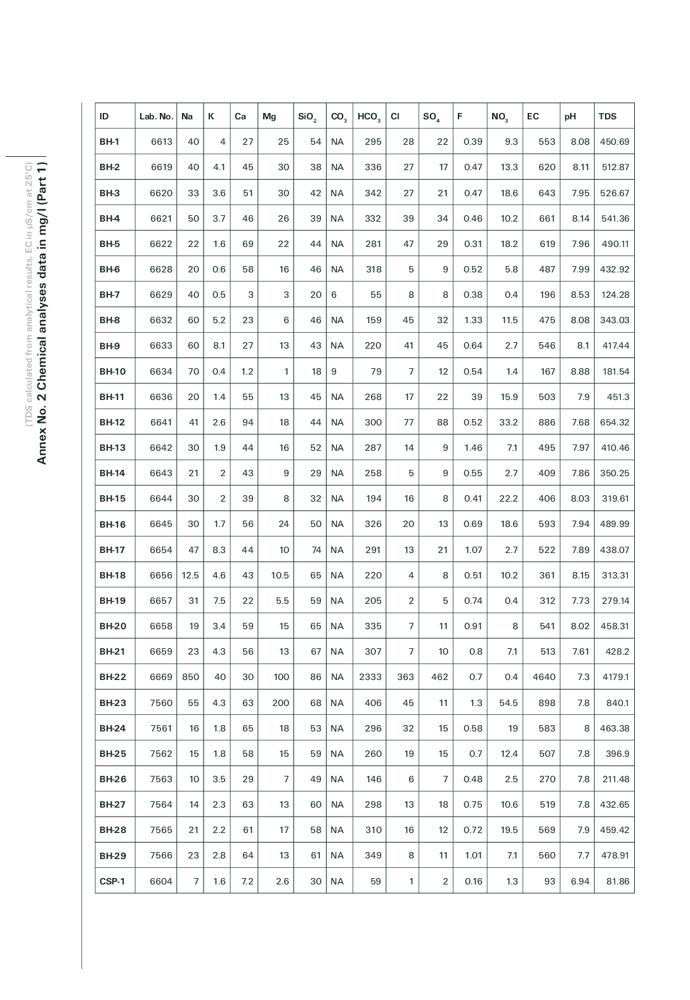 Annex No. 2 Chemical analyses data in mg/l (Part 1)
(TDS calculated from analytical results, EC in µS/cm at 25°C)
ID Lab. No. Na K Ca Mg SiO2 CO3 HCO3 Cl SO4 F NO3 EC pH TDS
BH-1 6613 40 4 27 25 54 NA 295 28 22 0.39 9.3 553 8.08 450.69
BH-2 6619 40 4.1 45 30 38 NA 336 27 17 0.47 13.3 620 8.11 512.87
BH-3 6620 33 3.6 51 30 42 NA 342 27 21 0.47 18.6 643 7.95 526.67
BH-4 6621 50 3.7 46 26 39 NA 332 39 34 0.46 10.2 661 8.14 541.36
BH-5 6622 22 1.6 69 22 44 NA 281 47 29 0.31 18.2 619 7.96 490.11
BH-6 6628 20 0.6 58 16 46 NA 318 5 9 0.52 5.8 487 7.99 432.92
BH-7 6629 40 0.5 3 3 20 6 55 8 8 0.38 0.4 196 8.53 124.28
BH-8 6632 60 5.2 23 6 46 NA 159 45 32 1.33 11.5 475 8.08 343.03
BH-9 6633 60 8.1 27 13 43 NA 220 41 45 0.64 2.7 546 8.1 417.44
BH-10 6634 70 0.4 1.2 1 18 9 79 7 12 0.54 1.4 167 8.88 181.54
BH-11 6636 20 1.4 55 13 45 NA 268 17 22 39 15.9 503 7.9 451.3
BH-12 6641 41 2.6 94 18 44 NA 300 77 88 0.52 33.2 886 7.68 654.32
BH-13 6642 30 1.9 44 16 52 NA 287 14 9 1.46 7.1 495 7.97 410.46
BH-14 6643 21 2 43 9 29 NA 258 5 9 0.55 2.7 409 7.86 350.25
BH-15 6644 30 2 39 8 32 NA 194 16 8 0.41 22.2 406 8.03 319.61
BH-16 6645 30 1.7 56 24 50 NA 326 20 13 0.69 18.6 593 7.94 489.99
BH-17 6654 47 8.3 44 10 74 NA 291 13 21 1.07 2.7 522 7.89 438.07
BH-18 6656 12.5 4.6 43 10.5 65 NA 220 4 8 0.51 10.2 361 8.15 313.31
BH-19 6657 31 7.5 22 5.5 59 NA 205 2 5 0.74 0.4 312 7.73 279.14
BH-20 6658 19 3.4 59 15 65 NA 335 7 11 0.91 8 541 8.02 458.31
BH-21 6659 23 4.3 56 13 67 NA 307 7 10 0.8 7.1 513 7.61 428.2
BH-22 6669 850 40 30 100 86 NA 2333 363 462 0.7 0.4 4640 7.3 4179.1
BH-23 7560 55 4.3 63 200 68 NA 406 45 11 1.3 54.5 898 7.8 840.1
BH-24 7561 16 1.8 65 18 53 NA 296 32 15 0.58 19 583 8 463.38
BH-25 7562 15 1.8 58 15 59 NA 260 19 15 0.7 12.4 507 7.8 396.9
BH-26 7563 10 3.5 29 7 49 NA 146 6 7 0.48 2.5 270 7.8 211.48
BH-27 7564 14 2.3 63 13 60 NA 298 13 18 0.75 10.6 519 7.8 432.65
BH-28 7565 21 2.2 61 17 58 NA 310 16 12 0.72 19.5 569 7.9 459.42
BH-29 7566 23 2.8 64 13 61 NA 349 8 11 1.01 7.1 560 7.7 478.91
CSP-1 6604 7 1.6 7.2 2.6 30 NA 59 1 2 0.16 1.3 93 6.94 81.86